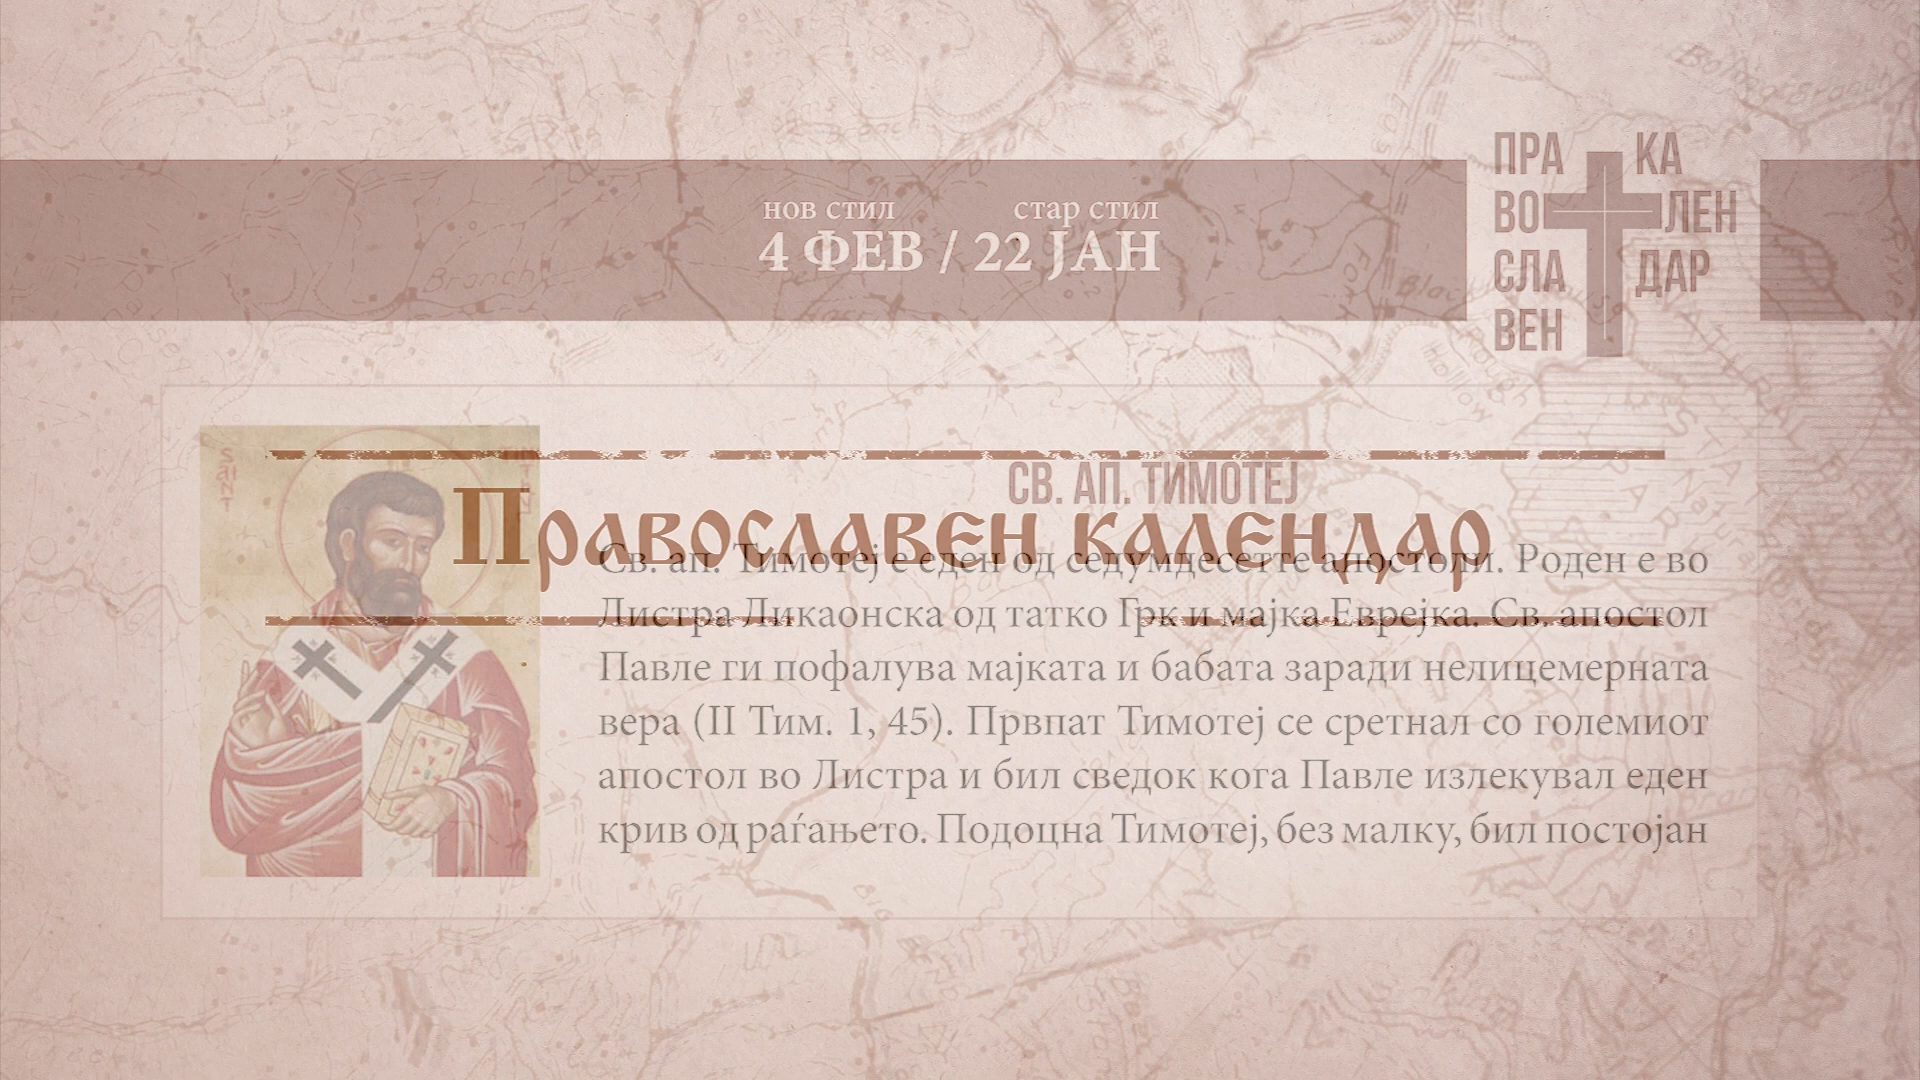 нов стил стар стил
4 ФЕВ / 22 ЈАН
ПРА
ВО
СЛА
ВЕН
КА
ЛЕН
ДАР
SAINT
СВ. АП. ТИМОТЕЈ
Православен календар
Св. ап. Тимотеј е еден од седумдесетте апостоли. Роден е во
Листра Ликаонска од татко Грк и мајка Еврејка. Св. апостол
Павле ги пофалува мајката и бабата заради нелицемерната
вера (II Тим. 1, 45). Првпат Тимотеј се сретнал со големиот
апостол во Листра и бил сведок кога Павле излекувал еден
крив од раѓањето. Подоцна Тимотеј, без малку, бил постојан